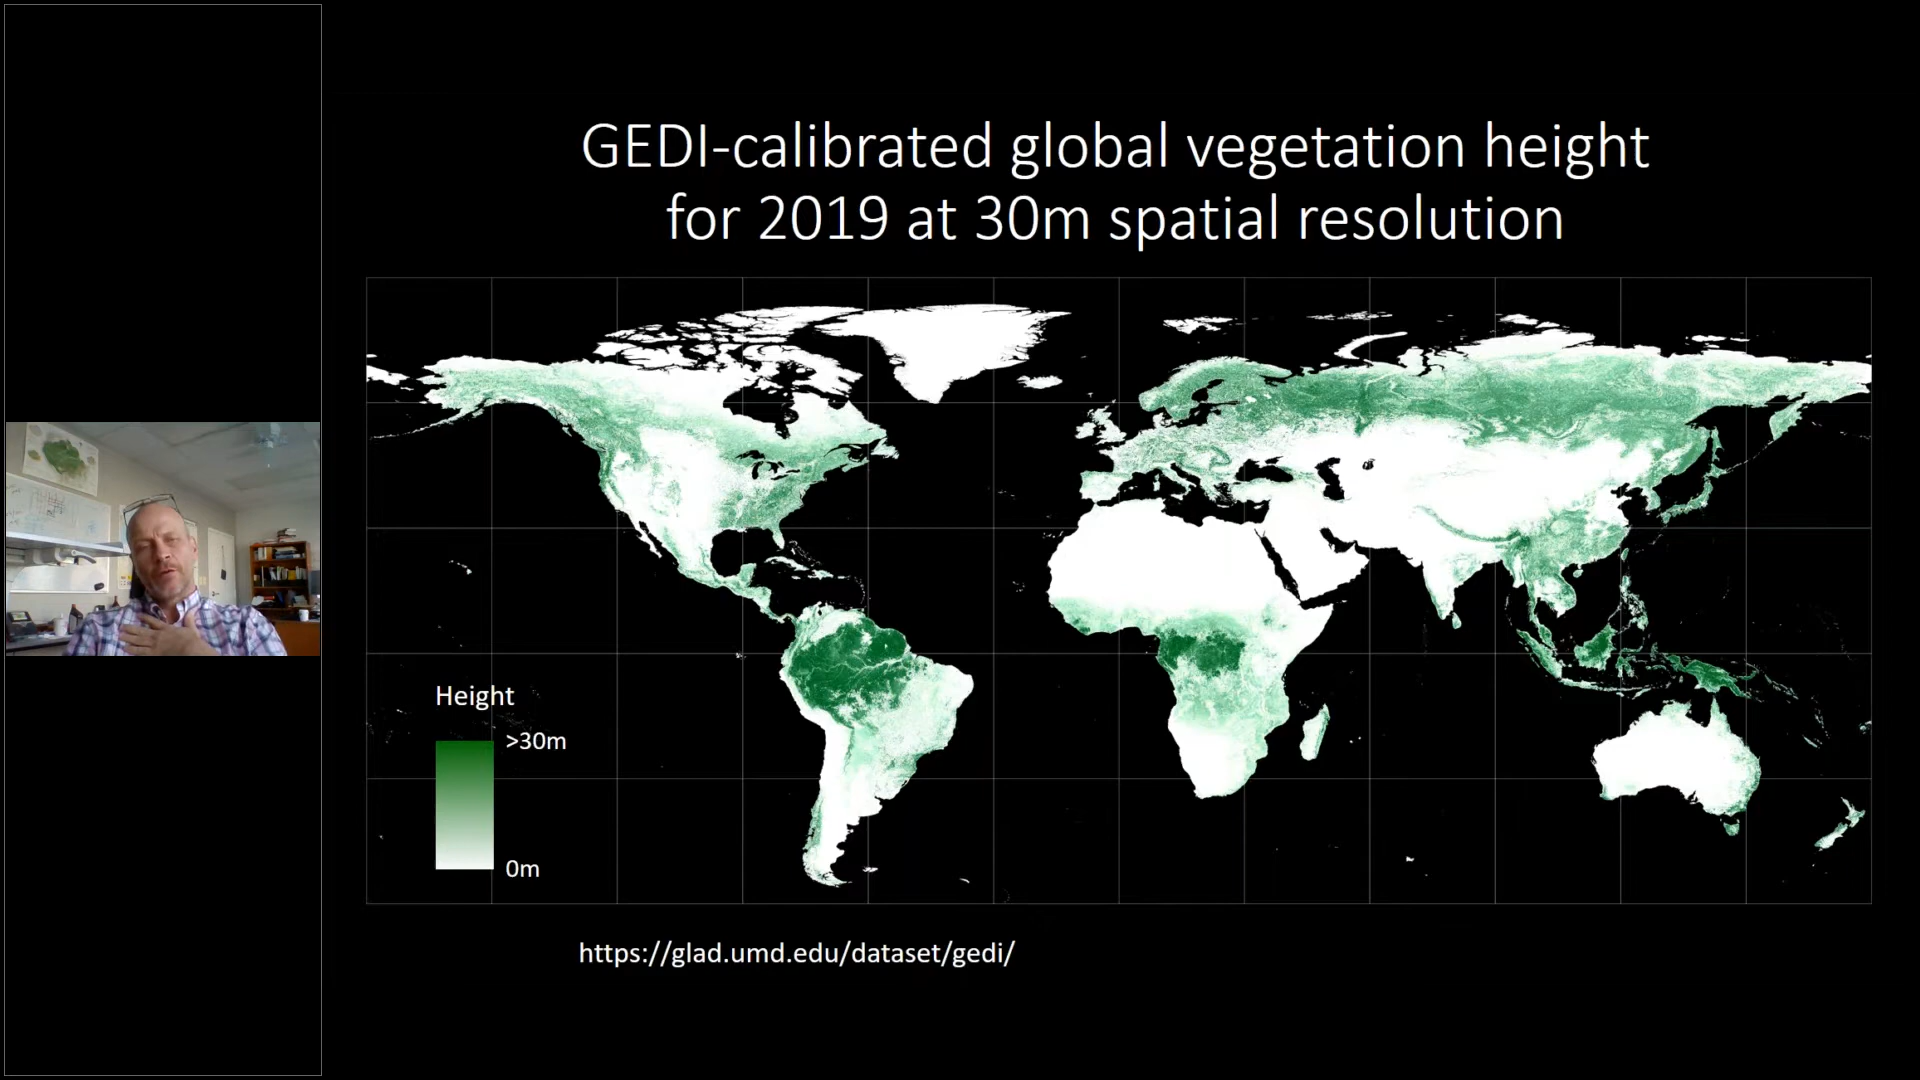 GEDI-calibrated global vegetation height
for 2019 at 30m spatial resolution
Height
>30m
0m
https://glad.umd.edu/dataset/gedi/